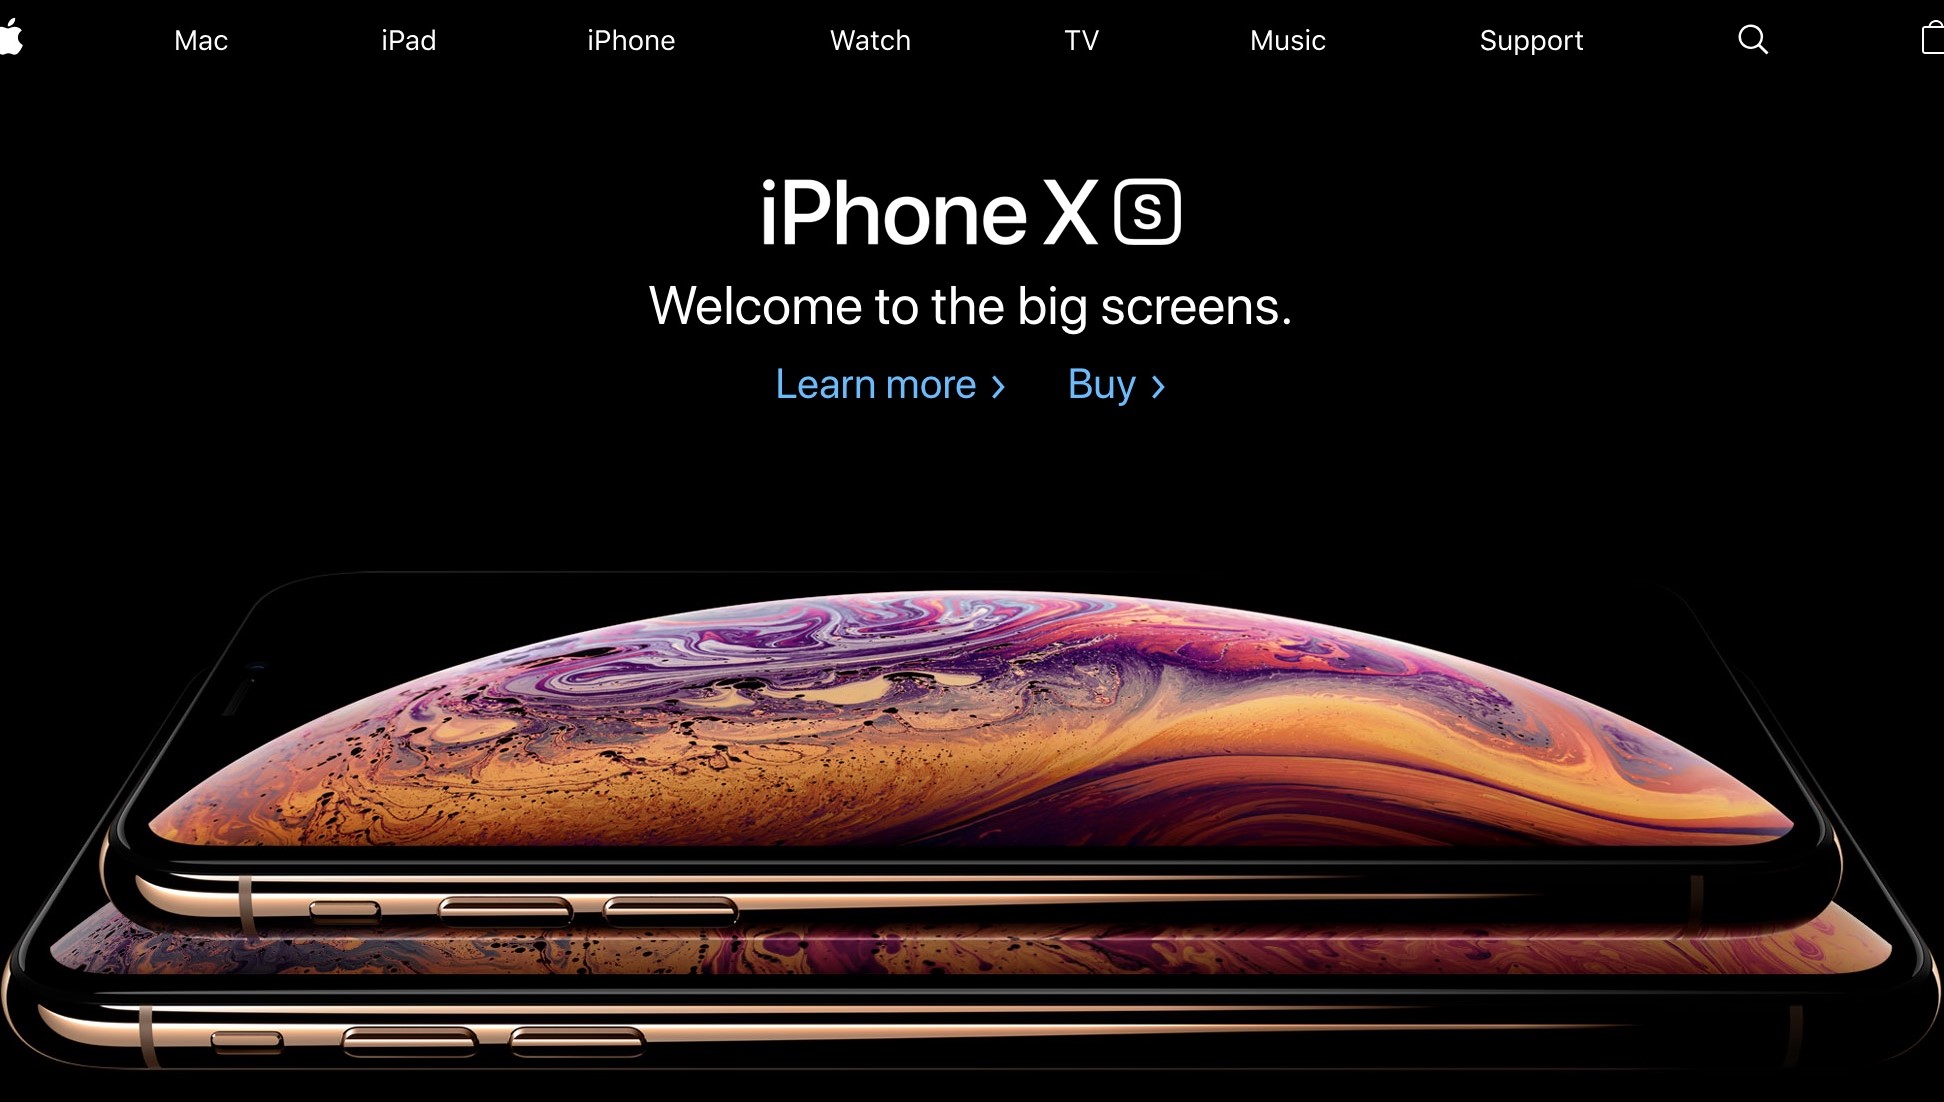 Mac iPad iPhone Watch TV Music Support
iPhone XS
Welcome to the big screens.
Learn more > Buy >